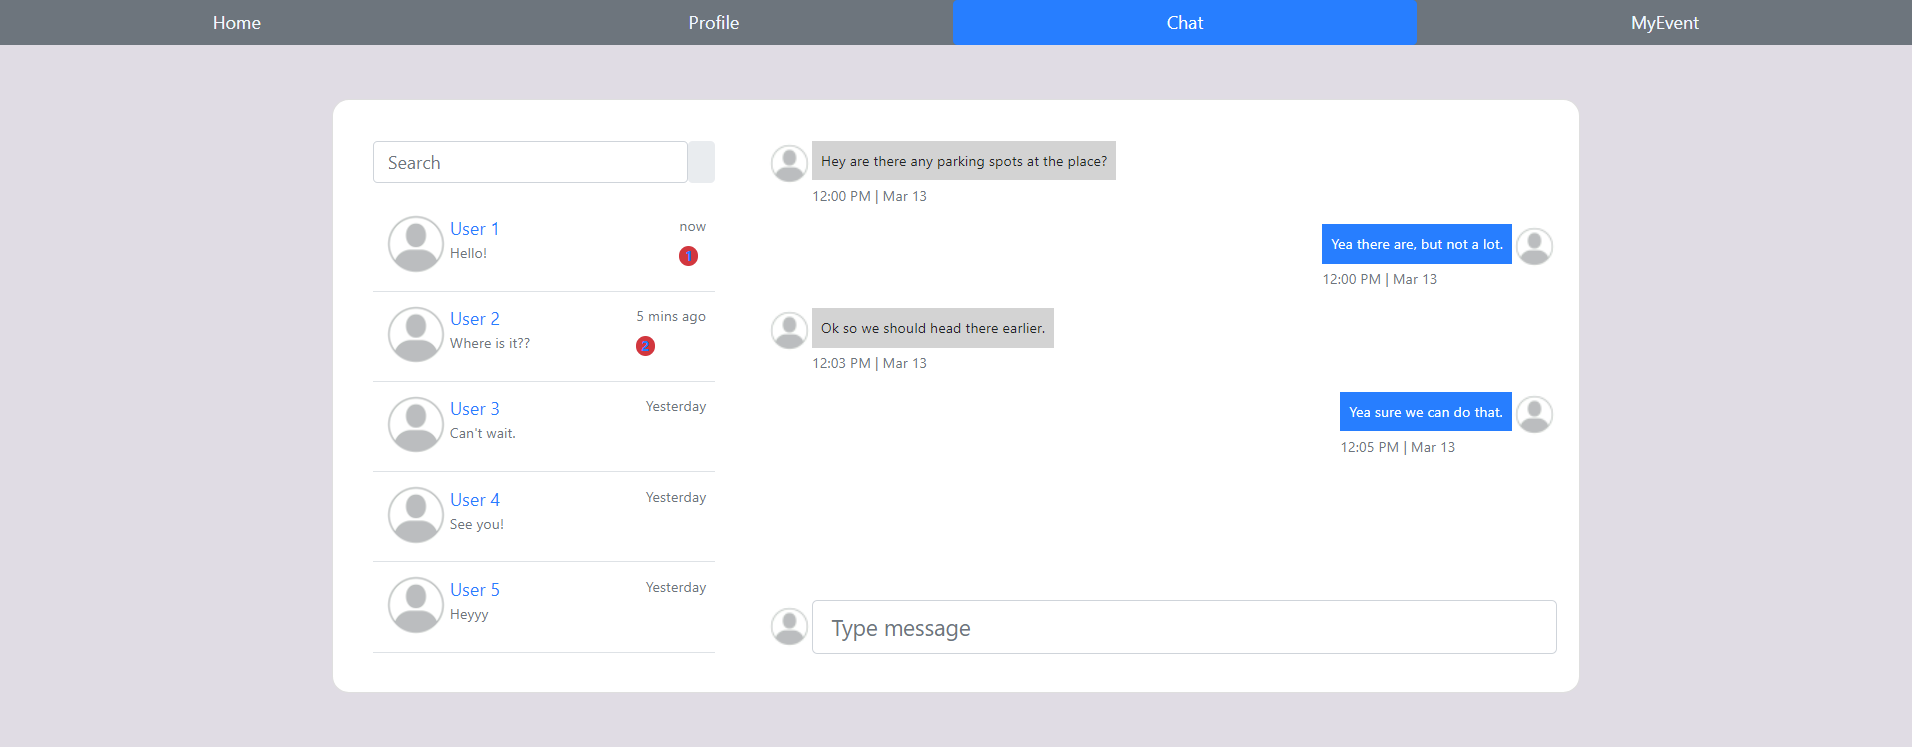 Home Profile Chat MyEvent
Search
User 1 now
Hello! 1
User 2 5 mins ago
Where is it?? 2
User 3 Yesterday
Can't wait.
User 4 Yesterday
See you!
User 5 Yesterday
Heyyy
Hey are there any parking spots at the place?
12:00 PM | Mar 13
Yea there are, but not a lot.
12:00 PM | Mar 13
Ok so we should head there earlier.
12:03 PM | Mar 13
Yea sure we can do that.
12:05 PM | Mar 13
Type message